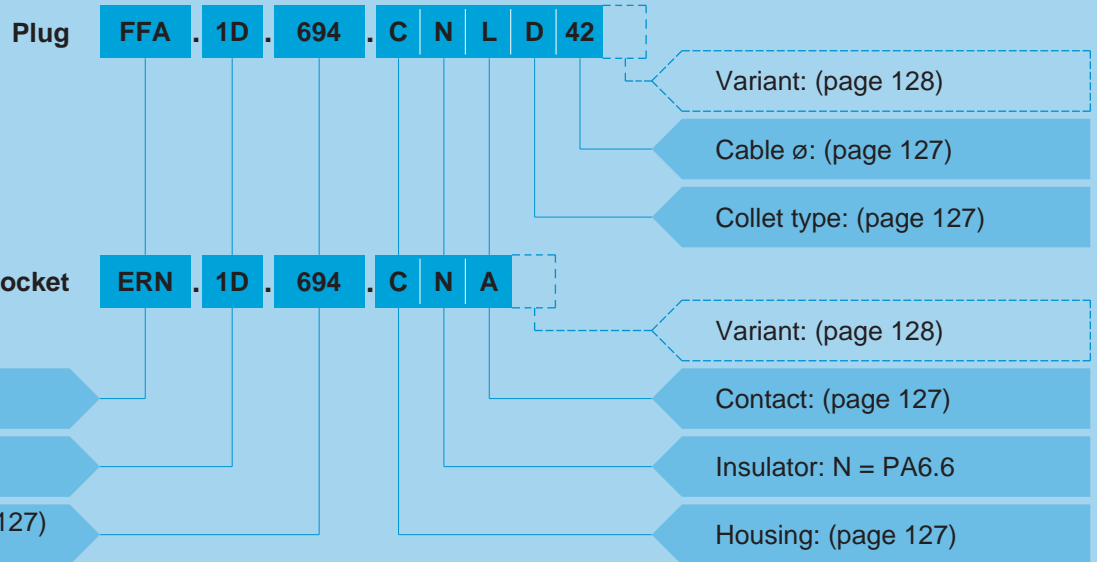 Plug FFA . 1D . 694 . C N L D 42
Variant: (page 128)
Cable ø: (page 127)
Collet type: (page 127)
ocket ERN . 1D . 694 . C N A
Variant: (page 128)
Contact: (page 127)
Insulator: N = PA6.6
127)
Housing: (page 127)